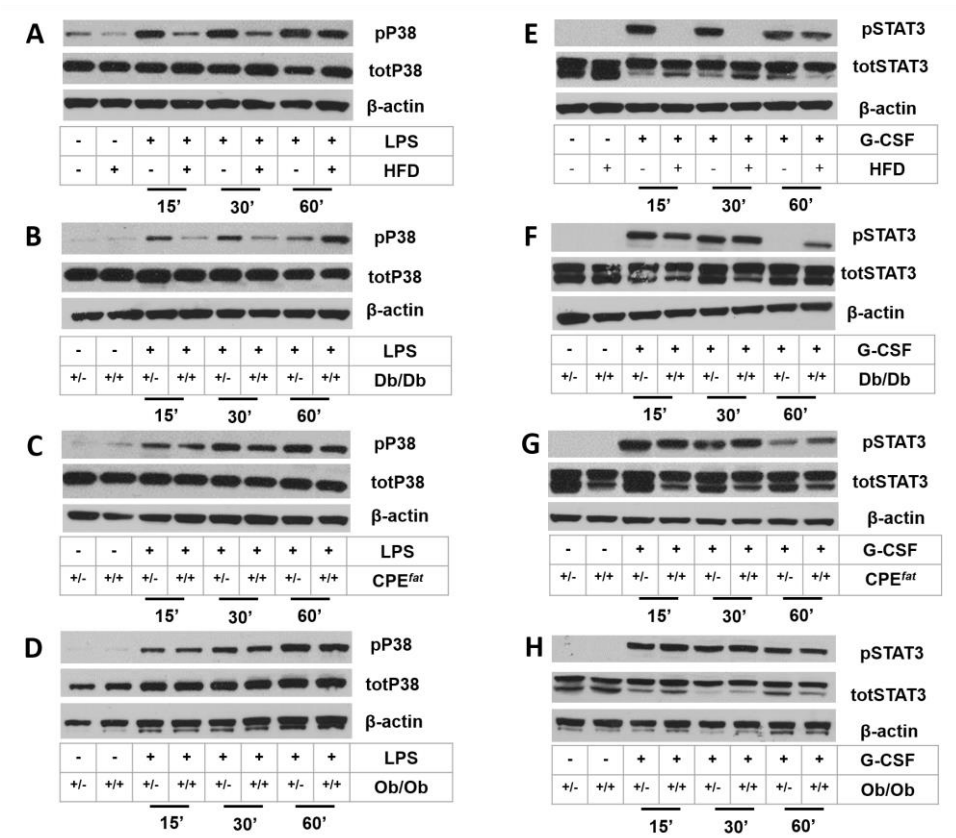 A
pP38
totP38
β-actin
- - + + + + + + LPS
- + - + - + - + HFD
15’ 30’ 60’
B
pP38
totP38
β-actin
- - + + + + + + LPS
+/- +/+ +/- +/+ +/- +/+ +/- +/+ Db/Db
15’ 30’ 60’
C
pP38
totP38
β-actin
- - + + + + + + LPS
+/- +/+ +/- +/+ +/- +/+ +/- +/+ CPEfat
15’ 30’ 60’
D
pP38
totP38
β-actin
- - + + + + + + LPS
+/- +/+ +/- +/+ +/- +/+ +/- +/+ Ob/Ob
15’ 30’ 60’
E
pSTAT3
totSTAT3
β-actin
- - + + + + + + G-CSF
- + - + - + - + HFD
15’ 30’ 60’
F
pSTAT3
totSTAT3
β-actin
- - + + + + + + G-CSF
+/- +/+ +/- +/+ +/- +/+ +/- +/+ Db/Db
15’ 30’ 60’
G
pSTAT3
totSTAT3
β-actin
- - + + + + + + G-CSF
+/- +/+ +/- +/+ +/- +/+ +/- +/+ CPEfat
15’ 30’ 60’
H
pSTAT3
totSTAT3
β-actin
- - + + + + + + G-CSF
+/- +/+ +/- +/+ +/- +/+ +/- +/+ Ob/Ob
15’ 30’ 60’